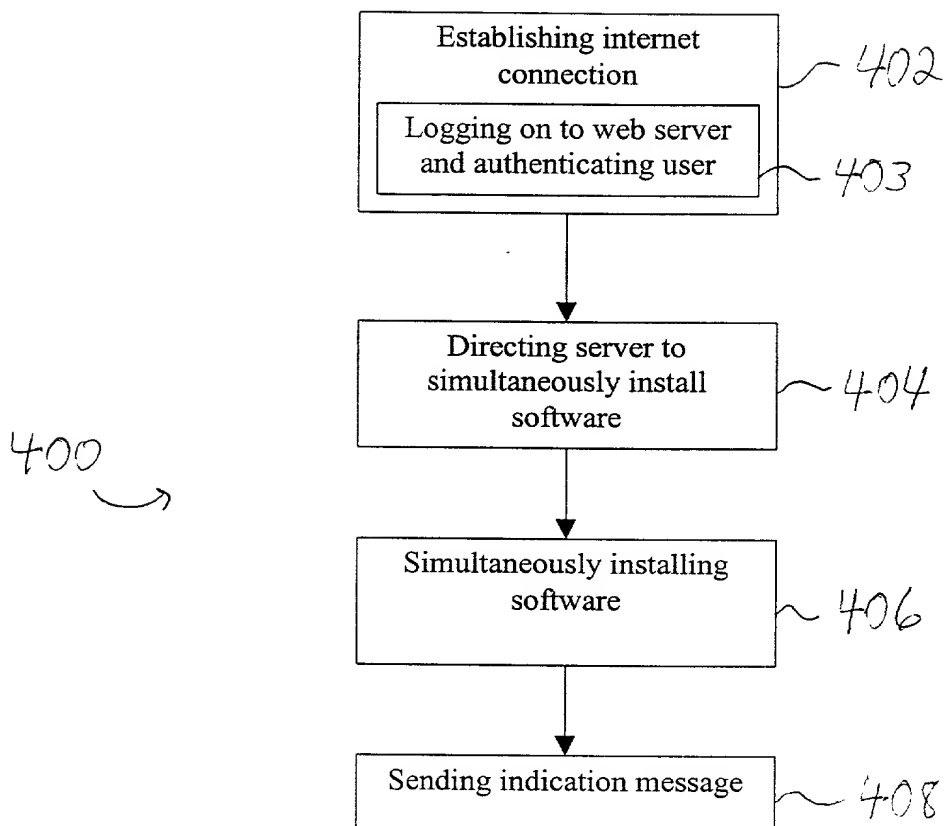 Establishing internet
connection
402
Logging on to web server
and authenticating user
403
Directing server to
simultaneously install
software
404
400
Simultaneously installing
software
406
Sending indication message
408